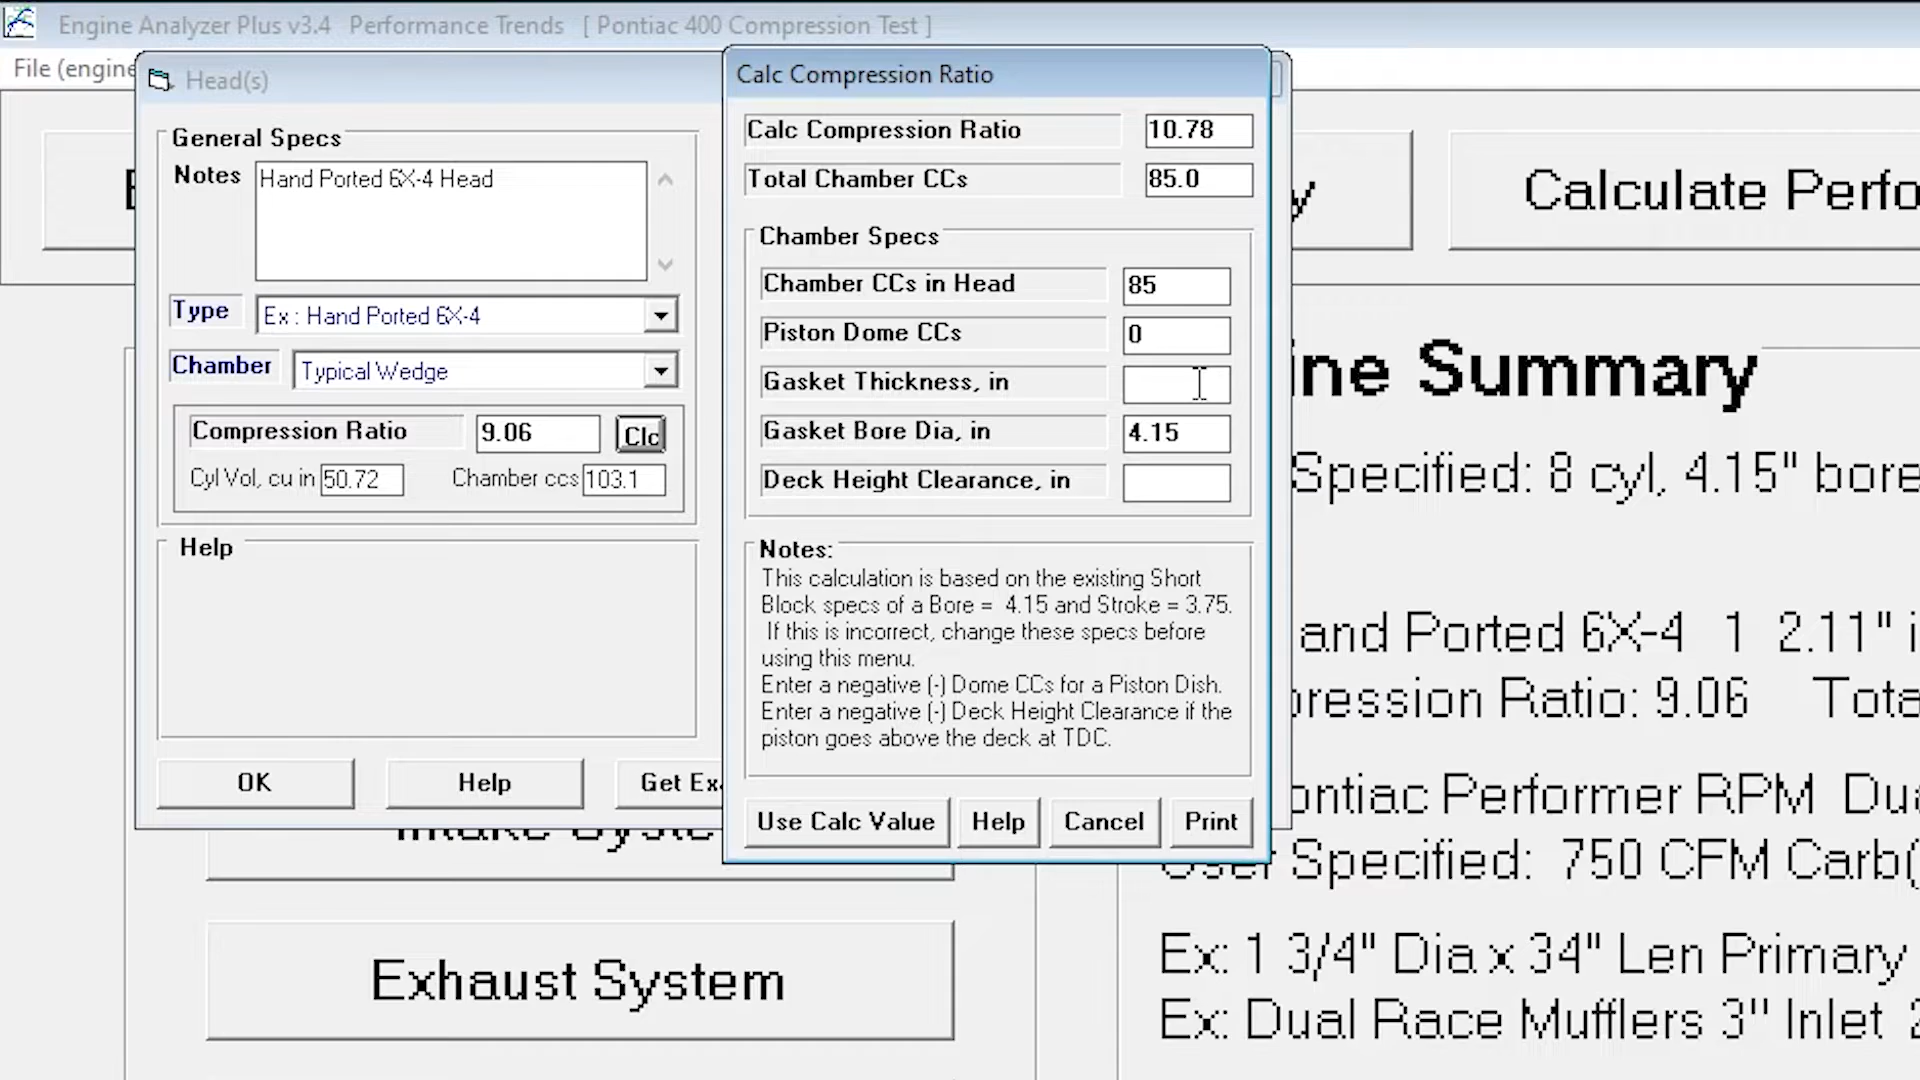 Engine Analyzer Plus v3.4 Performance Trends [ Pontiac 400 Compression Test ]
File (engine
Head(s)
General Specs
Notes
Hand Ported 6X-4 Head
Type
Ex : Hand Ported 6X-4
Chamber
Typical Wedge
Compression Ratio 9.06 Clc
Cyl Vol, cu in 50.72 Chamber ccs 103.1
Help
OK
Help
Get Ex
Calc Compression Ratio
Calc Compression Ratio 10.78
Total Chamber CCs 85.0
Chamber Specs
Chamber CCs in Head 85
Piston Dome CCs 0
Gasket Thickness, in
Gasket Bore Dia, in 4.15
Deck Height Clearance, in
Notes:
This calculation is based on the existing Short
Block specs of a Bore = 4.15 and Stroke = 3.75.
If this is incorrect, change these specs before
using this menu.
Enter a negative (-) Dome CCs for a Piston Dish.
Enter a negative (-) Deck Height Clearance if the
piston goes above the deck at TDC.
Use Calc Value
Help
Cancel
Print
y
Calculate Perfo
ine Summary
Specified: 8 cyl, 4.15" bore
and Ported 6X-4 1 2.11" i
pression Ratio: 9.06 Tota
ontiac Performer RPM Du
User Specified: 750 CFM Carb(
Ex: 1 3/4" Dia x 34" Len Primary
Ex: Dual Race Mufflers 3" Inlet 2
Intake System
Exhaust System